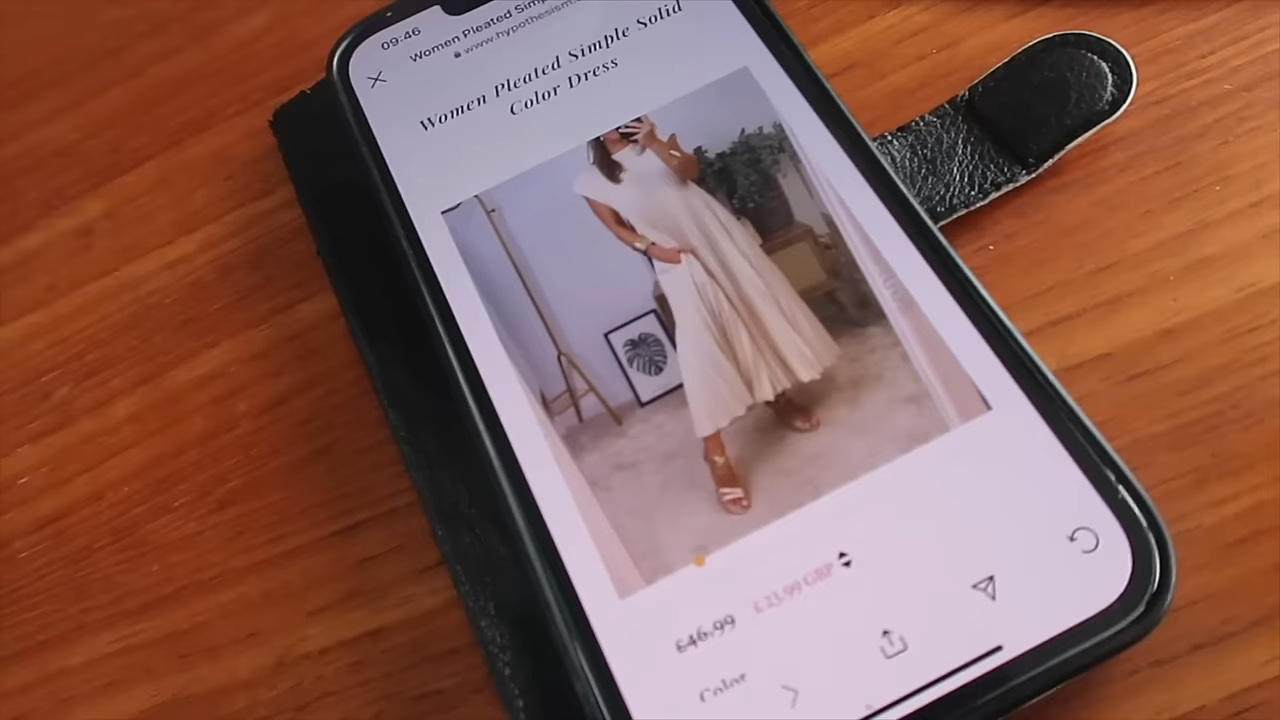 09:46
Women Pleated Simp
www.hypothesism.
Women Pleated Simple Solid
Color Dress
£46.99 £23.99 GBP
Color